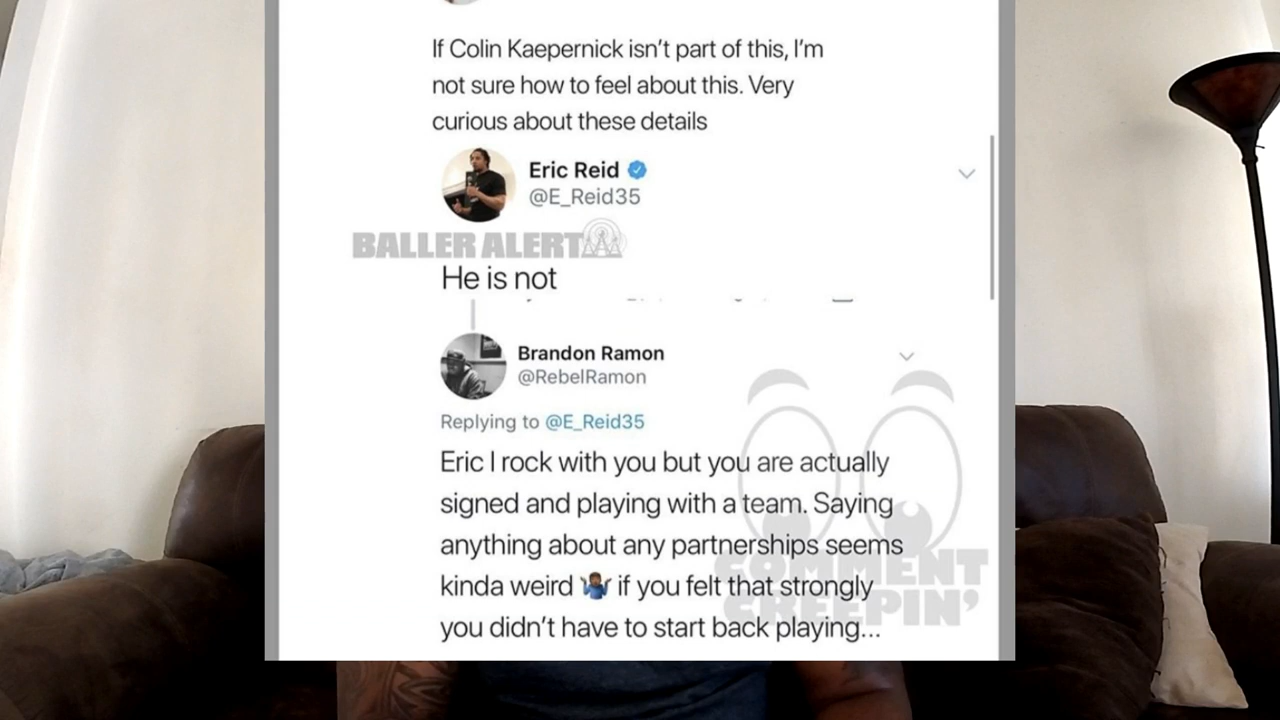 If Colin Kaepernick isn't part of this, I'm
not sure how to feel about this. Very
curious about these details
Eric Reid
@E_Reid35
BALLER ALERT
He is not
Brandon Ramon
@RebelRamon
Replying to @E_Reid35
Eric I rock with you but you are actually
signed and playing with a team. Saying
anything about any partnerships seems
kinda weird 🤷🏾‍♂️ if you felt that strongly
you didn't have to start back playing...
COMMENT
CREEPIN'